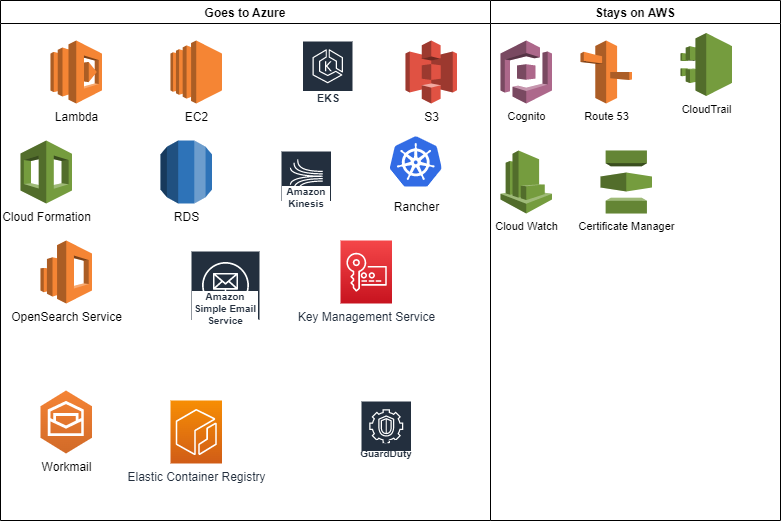 Goes to Azure
Stays on AWS
Lambda
EC2
EKS
S3
Cognito
Route 53
CloudTrail
Cloud Formation
RDS
Amazon
Kinesis
Rancher
Cloud Watch
Certificate Manager
OpenSearch Service
Amazon
Simple Email
Service
Key Management Service
Workmail
Elastic Container Registry
GuardDuty